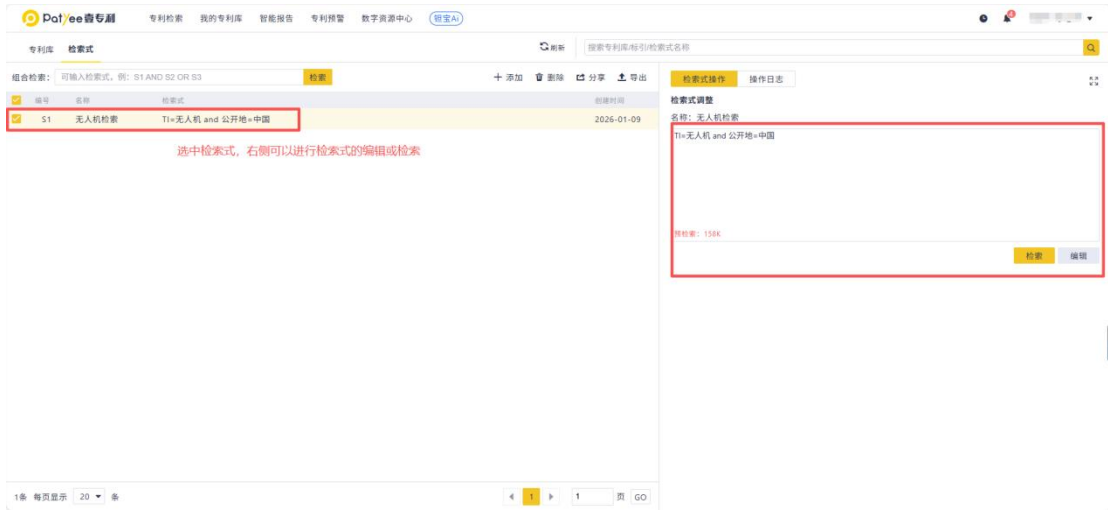 Patyee壹专利 专利检索 我的专利库 智能报告 专利预警 数字资源中心 银宝Ai 4
专利库 检索式 刷新 搜索专利库/标引/检索式名称
组合检索： 可输入检索式，例：S1 AND S2 OR S3 检索 添加 删除 分享 导出
编号 名称 检索式 创建时间
S1 无人机检索 TI=无人机 and 公开地=中国 2026-01-09
选中检索式，右侧可以进行检索式的编辑或检索
检索式操作 操作日志
检索式调整
名称：无人机检索
TI=无人机 and 公开地=中国
预检索：158K
检索 编辑
1条 每页显示 20 条 1 1 页 GO